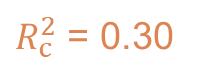 $R_c^2 = 0.30$